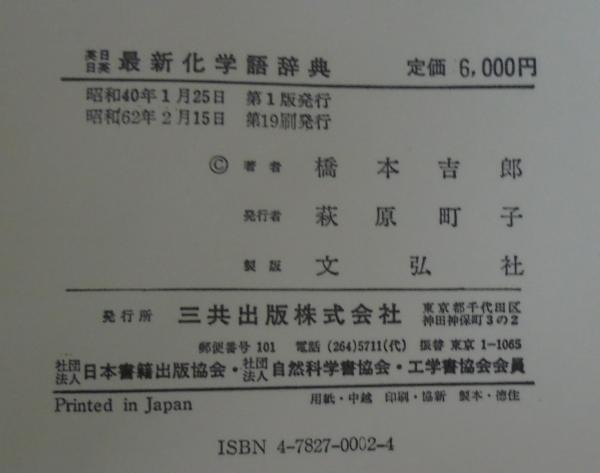 英日日英 最新化学語辞典 定価 6,000円
昭和40年1月25日 第1版発行
昭和62年2月15日 第19刷発行
© 著者 橋本吉郎
発行者 萩原町子
製版 文弘社
発行所 三共出版株式会社 東京都千代田区神田神保町3の2
郵便番号 101 電話 (264)5711(代) 振替 東京 1-1065
社団法人 日本書籍出版協会・社団法人 自然科学書協会・工学書協会会員
Printed in Japan 用紙・中越 印刷・協新 製本・徳住
ISBN 4-7827-0002-4